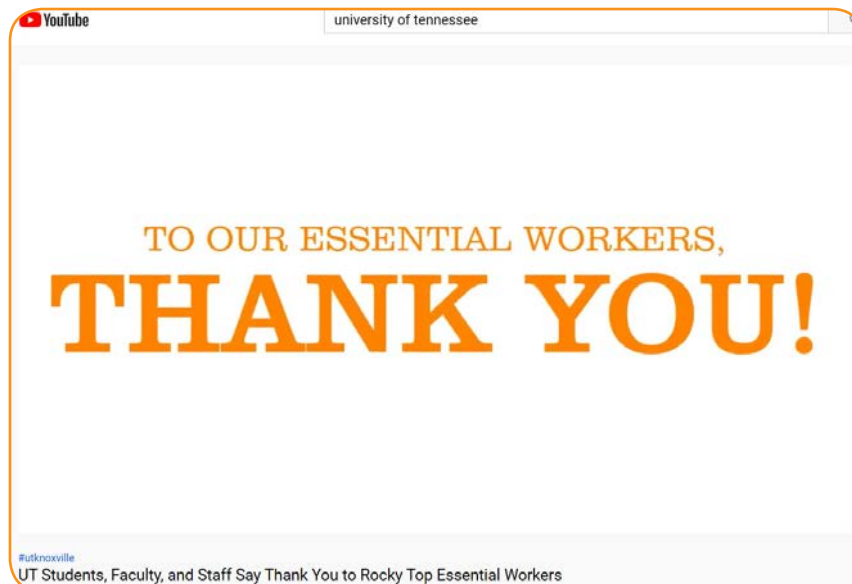 YouTube
university of tennessee
TO OUR ESSENTIAL WORKERS,
THANK YOU!
#utknoxville
UT Students, Faculty, and Staff Say Thank You to Rocky Top Essential Workers